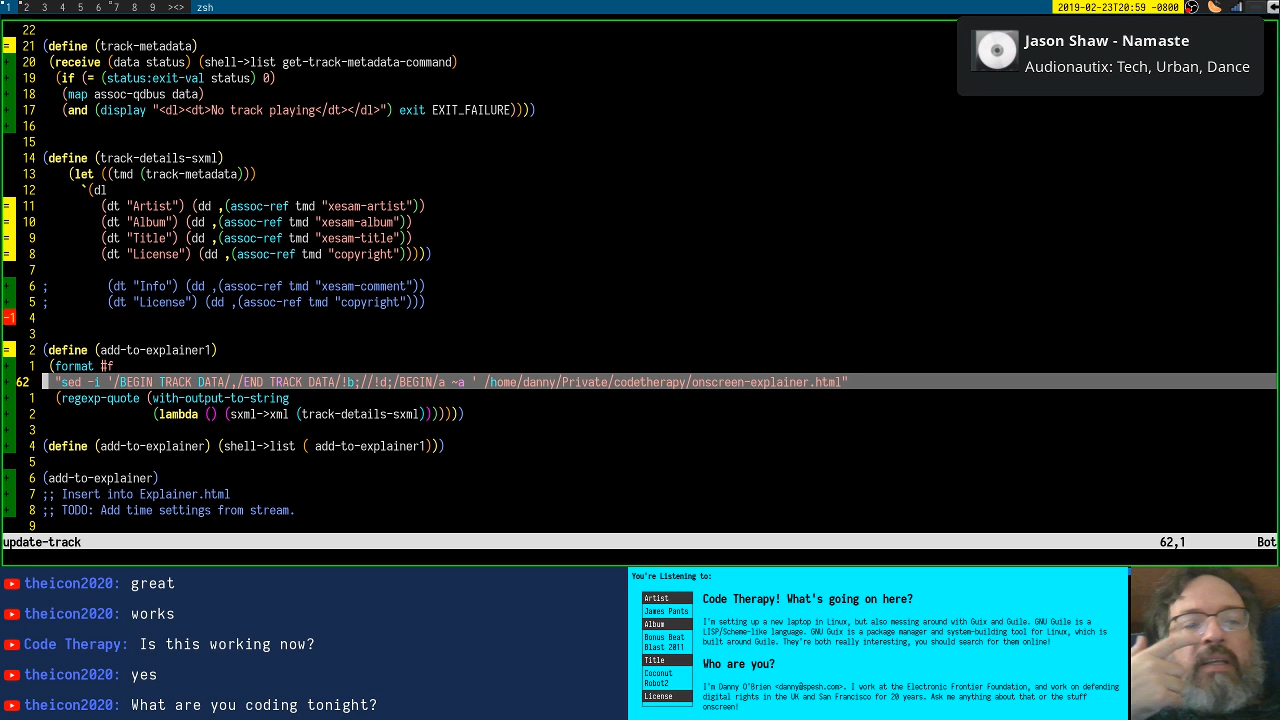 1 2 3 4 5 6 7 8 9 ><> zsh 2019-02-23T20:59 -0800
Jason Shaw - Namaste
Audionautix: Tech, Urban, Dance
22
= 21 (define (track-metadata)
+ 20 (receive (data status) (shell->list get-track-metadata-command)
+ 19 (if (= (status:exit-val status) 0)
+ 18 (map assoc-qdbus data)
+ 17 (and (display "<dl><dt>No track playing</dt></dl>") exit EXIT_FAILURE))))
+ 16
15
14 (define (track-details-sxml)
13 (let ((tmd (track-metadata)))
12 `(dl
= 11 (dt "Artist") (dd ,(assoc-ref tmd "xesam-artist"))
= 10 (dt "Album") (dd ,(assoc-ref tmd "xesam-album"))
= 9 (dt "Title") (dd ,(assoc-ref tmd "xesam-title"))
= 8 (dt "License") (dd ,(assoc-ref tmd "copyright")))))
7
+ 6 ; (dt "Info") (dd ,(assoc-ref tmd "xesam-comment"))
+ 5 ; (dt "License") (dd ,(assoc-ref tmd "copyright")))
-1 4
3
= 2 (define (add-to-explainer1)
+ 1 (format #f
+ 62 "sed -i '/BEGIN TRACK DATA/,/END TRACK DATA/!b;//!d;/BEGIN/a ~a ' /home/danny/Private/codetherapy/onscreen-explainer.html"
+ 1 (regexp-quote (with-output-to-string
+ 2 (lambda () (sxml->xml (track-details-sxml))))))
+ 3
+ 4 (define (add-to-explainer) (shell->list ( add-to-explainer1)))
+ 5
+ 6 (add-to-explainer)
+ 7 ;; Insert into Explainer.html
+ 8 ;; TODO: Add time settings from stream.
9
update-track 62,1 Bot
theicon2020: great
theicon2020: works
Code Therapy: Is this working now?
theicon2020: yes
theicon2020: What are you coding tonight?
You're Listening to:
Artist
James Pants
Album
Bonus Beat
Blast 2011
Title
Coconut
Robot2
License
Code Therapy! What's going on here?
I'm setting up a new laptop in Linux, but also messing around with Guix and Guile. GNU Guile is a
LISP/Scheme-like language. GNU Guix is a package manager and system-building tool for Linux, which is
built around Guile. They're both really interesting, you should search for them online!
Who are you?
I'm Danny O'Brien <danny@spesh.com>. I work at the Electronic Frontier Foundation, and work on defending
digital rights in the UK and San Francisco for 20 years. Ask me anything about that or the stuff
onscreen!